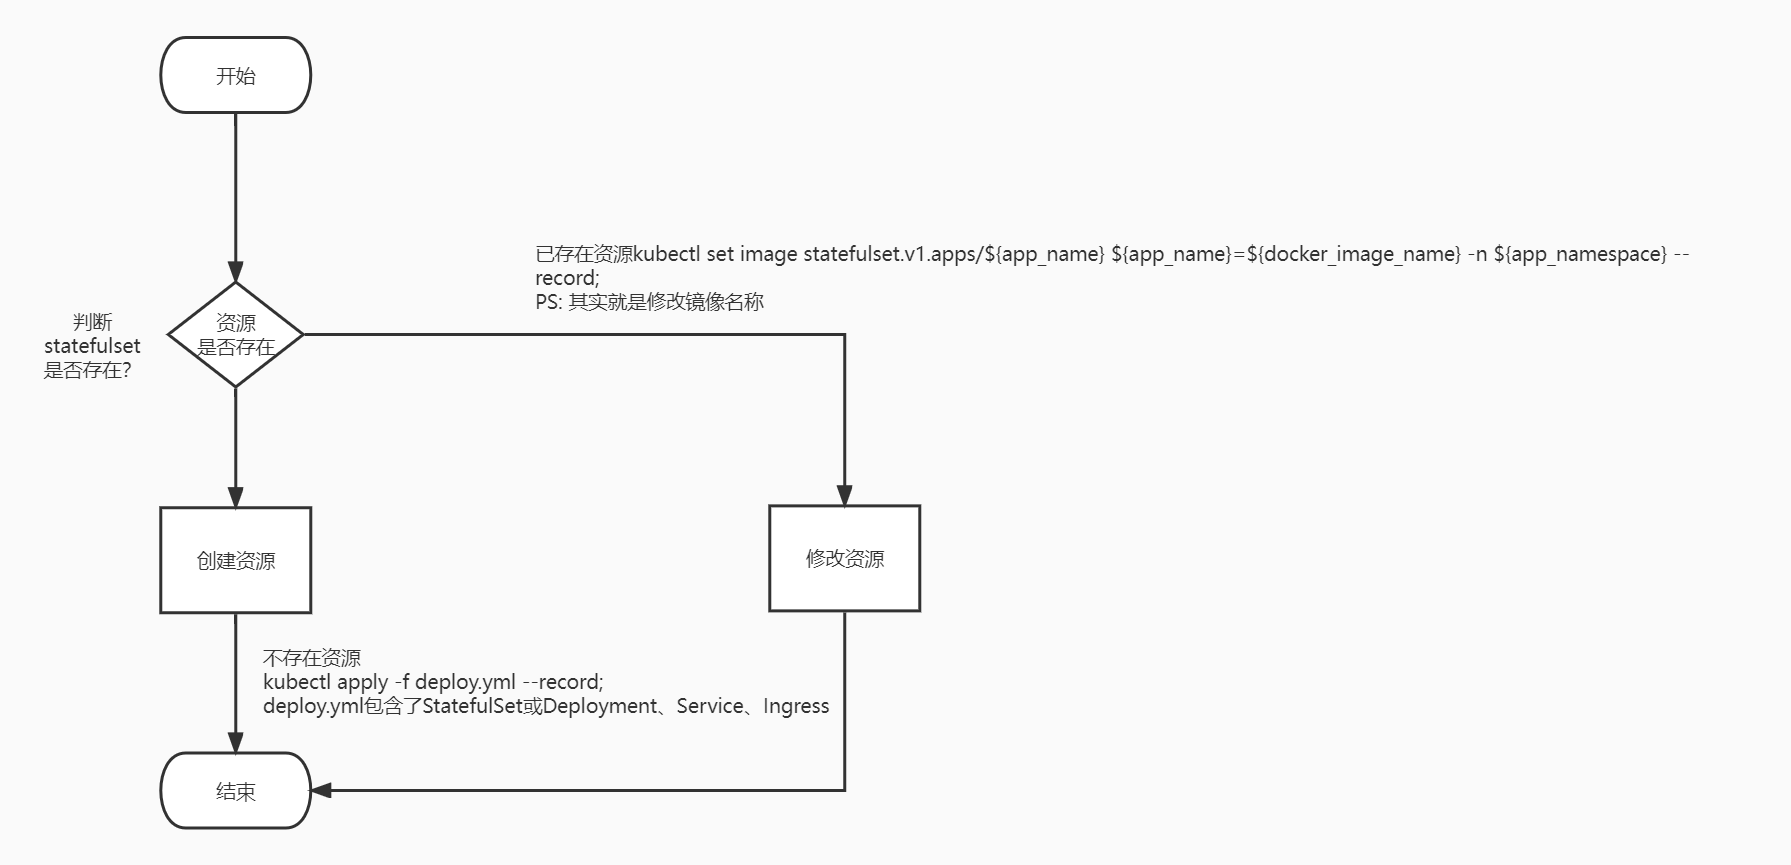 开始
已存在资源kubectl set image statefulset.v1.apps/${app_name} ${app_name}=${docker_image_name} -n ${app_namespace} --
record;
PS: 其实就是修改镜像名称
判断
statefulset
是否存在？
资源
是否存在
创建资源
修改资源
不存在资源
kubectl apply -f deploy.yml --record;
deploy.yml包含了StatefulSet或Deployment、Service、Ingress
结束